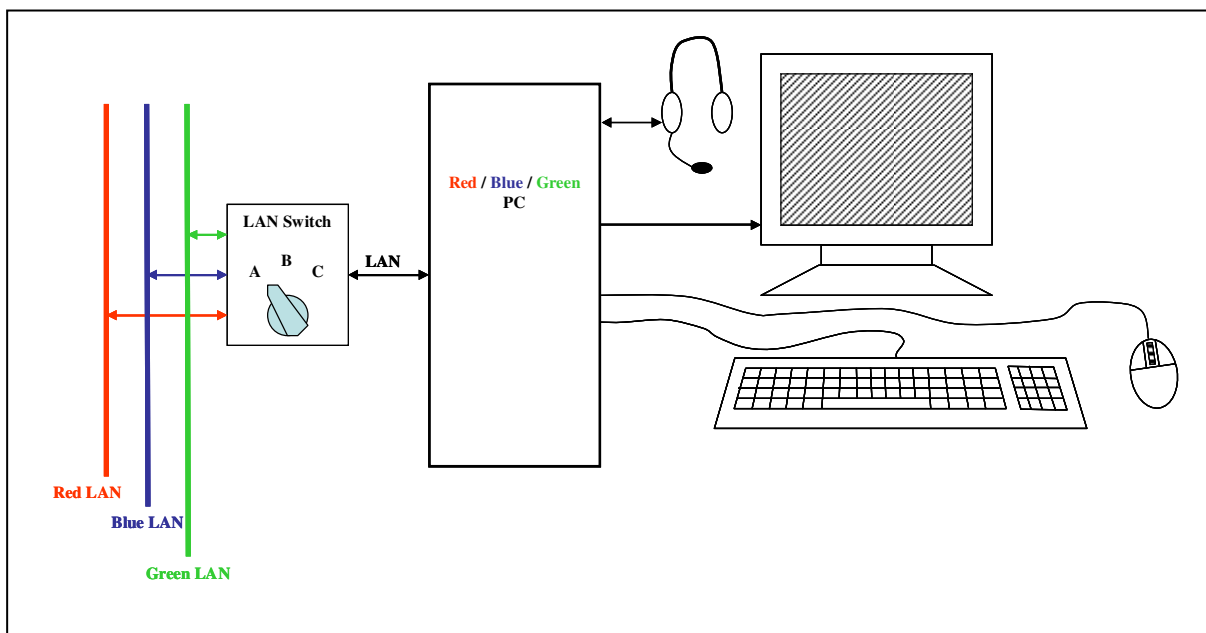 LAN Switch
A
B
C
LAN
Red / Blue / Green
PC
Red LAN
Blue LAN
Green LAN